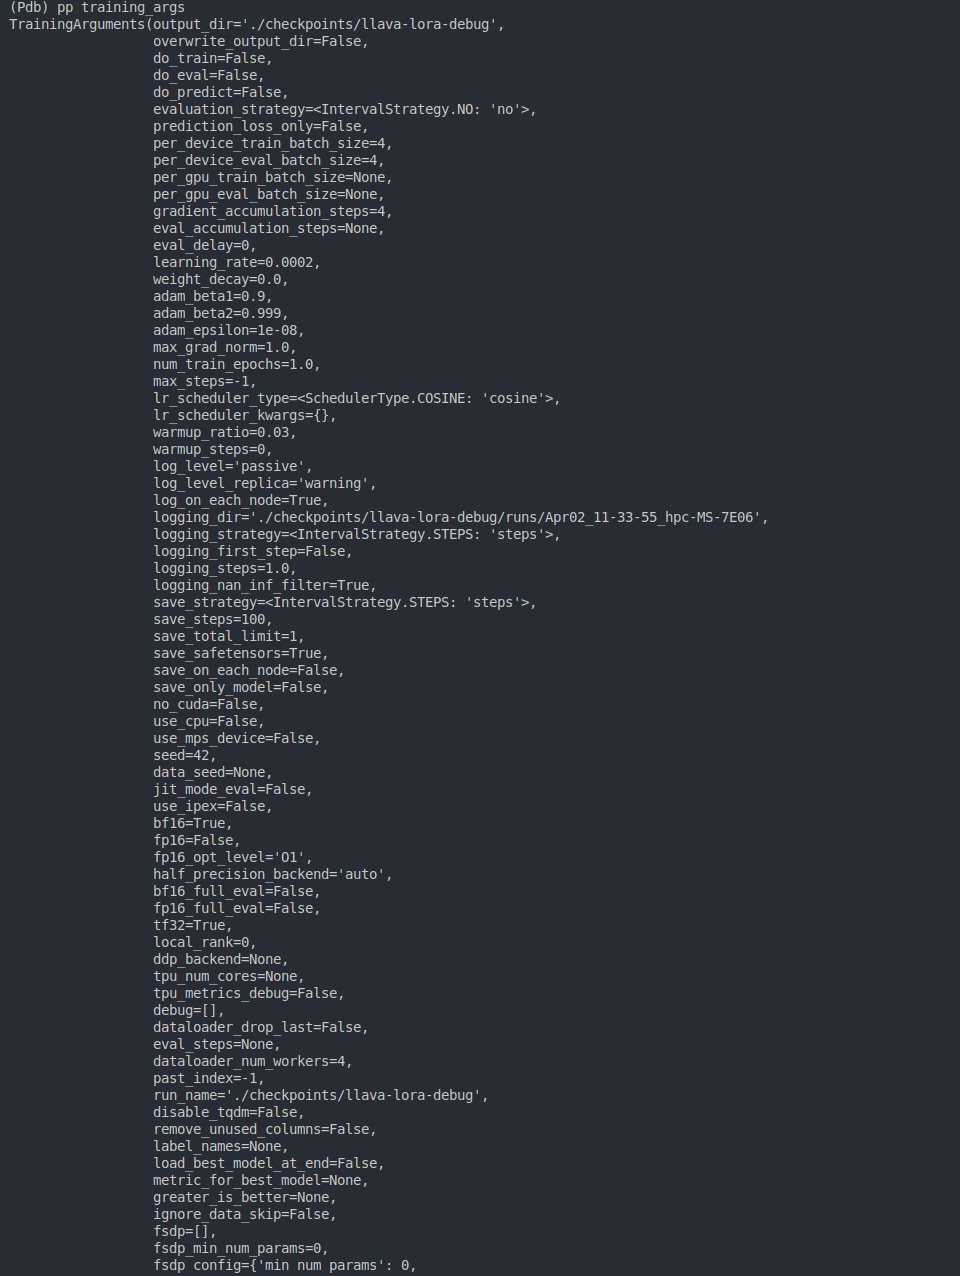 (Pdb) pp training_args
TrainingArguments(output_dir='./checkpoints/llava-lora-debug',
overwrite_output_dir=False,
do_train=False,
do_eval=False,
do_predict=False,
evaluation_strategy=<IntervalStrategy.NO: 'no'>,
prediction_loss_only=False,
per_device_train_batch_size=4,
per_device_eval_batch_size=4,
per_gpu_train_batch_size=None,
per_gpu_eval_batch_size=None,
gradient_accumulation_steps=4,
eval_accumulation_steps=None,
eval_delay=0,
learning_rate=0.0002,
weight_decay=0.0,
adam_beta1=0.9,
adam_beta2=0.999,
adam_epsilon=1e-08,
max_grad_norm=1.0,
num_train_epochs=1.0,
max_steps=-1,
lr_scheduler_type=<SchedulerType.COSINE: 'cosine'>,
lr_scheduler_kwargs={},
warmup_ratio=0.03,
warmup_steps=0,
log_level='passive',
log_level_replica='warning',
log_on_each_node=True,
logging_dir='./checkpoints/llava-lora-debug/runs/Apr02_11-33-55_hpc-MS-7E06',
logging_strategy=<IntervalStrategy.STEPS: 'steps'>,
logging_first_step=False,
logging_steps=1.0,
logging_nan_inf_filter=True,
save_strategy=<IntervalStrategy.STEPS: 'steps'>,
save_steps=100,
save_total_limit=1,
save_safetensors=True,
save_on_each_node=False,
save_only_model=False,
no_cuda=False,
use_cpu=False,
use_mps_device=False,
seed=42,
data_seed=None,
jit_mode_eval=False,
use_ipex=False,
bf16=True,
fp16=False,
fp16_opt_level='O1',
half_precision_backend='auto',
bf16_full_eval=False,
fp16_full_eval=False,
tf32=True,
local_rank=0,
ddp_backend=None,
tpu_num_cores=None,
tpu_metrics_debug=False,
debug=[],
dataloader_drop_last=False,
eval_steps=None,
dataloader_num_workers=4,
past_index=-1,
run_name='./checkpoints/llava-lora-debug',
disable_tqdm=False,
remove_unused_columns=False,
label_names=None,
load_best_model_at_end=False,
metric_for_best_model=None,
greater_is_better=None,
ignore_data_skip=False,
fsdp=[],
fsdp_min_num_params=0,
fsdp_config={'min_num_params': 0,